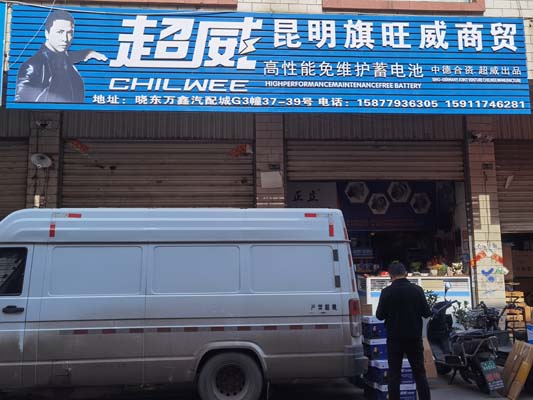 超威
CHILWEE
昆明旗旺威商贸
高性能免维护蓄电池 中德合资 超威出品
HIGHPERFORMANCEMAINTENANCEFREE BATTERY
地址：晓东万鑫汽配城G3幢37-39号 电话：15877936305 15911746281
正立